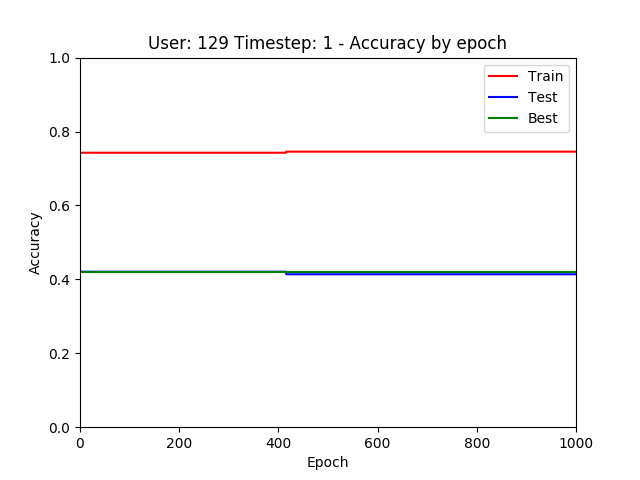 User: 129 Timestep: 1 - Accuracy by epoch
1.0
0.8
0.6
0.4
0.2
0.0
Accuracy
Train
Test
Best
0 200 400 600 800 1000
Epoch